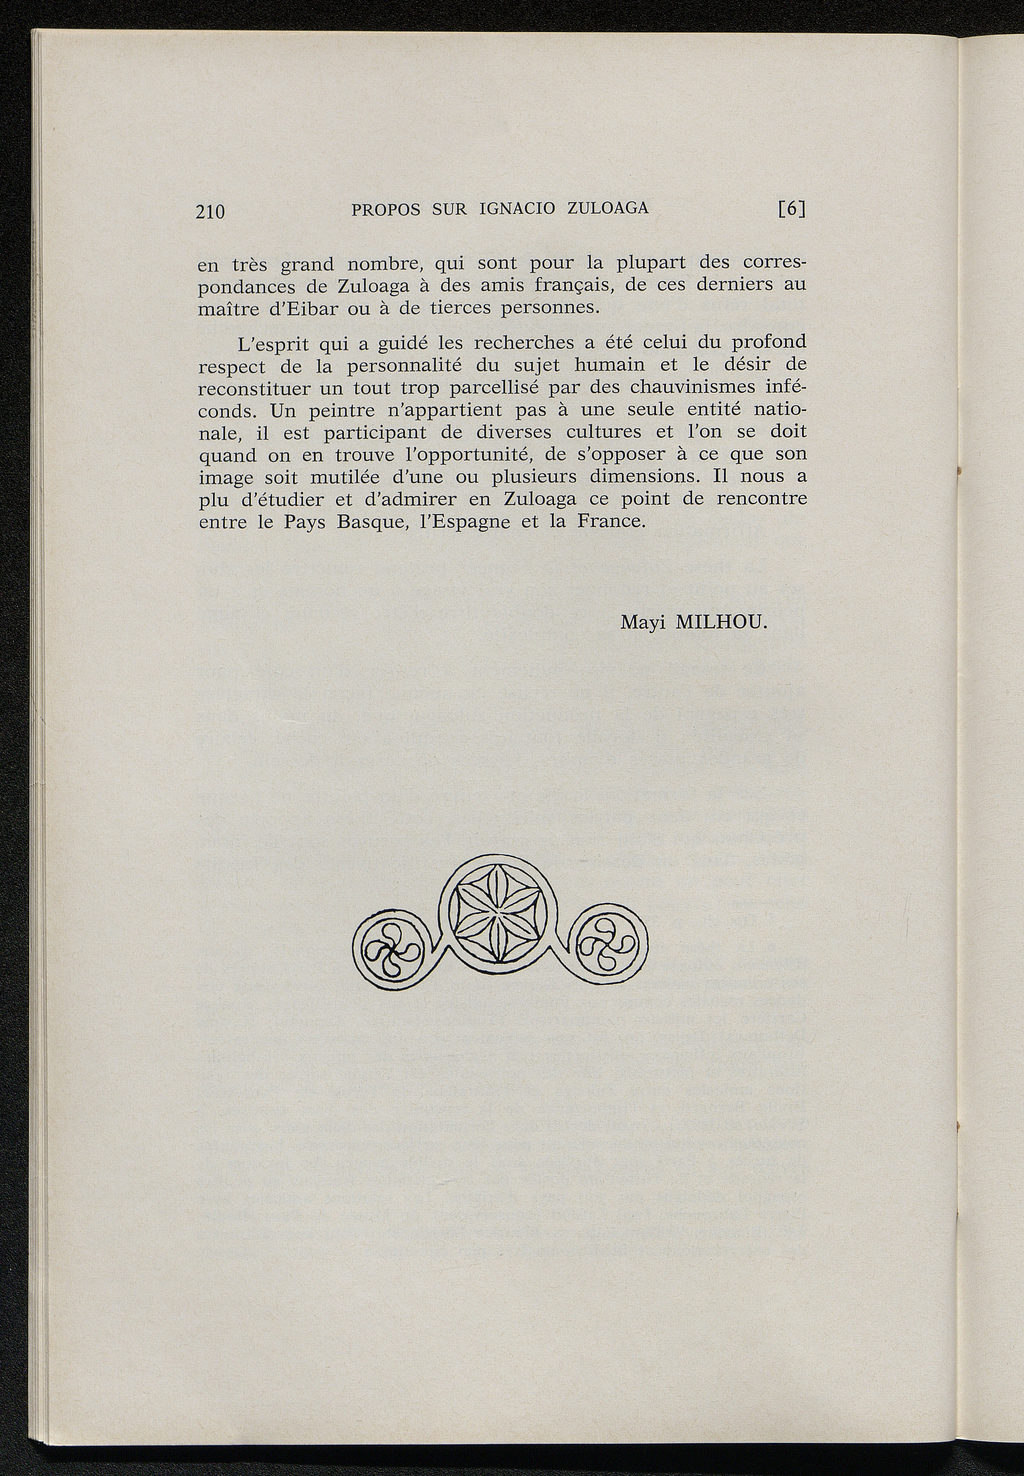 210 PROPOS SUR IGNACIO ZULOAGA [6]
en très grand nombre, qui sont pour la plupart des corres-
pondances de Zuloaga à des amis français, de ces derniers au
maître d'Eibar ou à de tierces personnes.
L'esprit qui a guidé les recherches a été celui du profond
respect de la personnalité du sujet humain et le désir de
reconstituer un tout trop parcellisé par des chauvinismes infé-
conds. Un peintre n'appartient pas à une seule entité natio-
nale, il est participant de diverses cultures et l'on se doit
quand on en trouve l'opportunité, de s'opposer à ce que son
image soit mutilée d'une ou plusieurs dimensions. Il nous a
plu d'étudier et d'admirer en Zuloaga ce point de rencontre
entre le Pays Basque, l'Espagne et la France.
Mayi MILHOU.